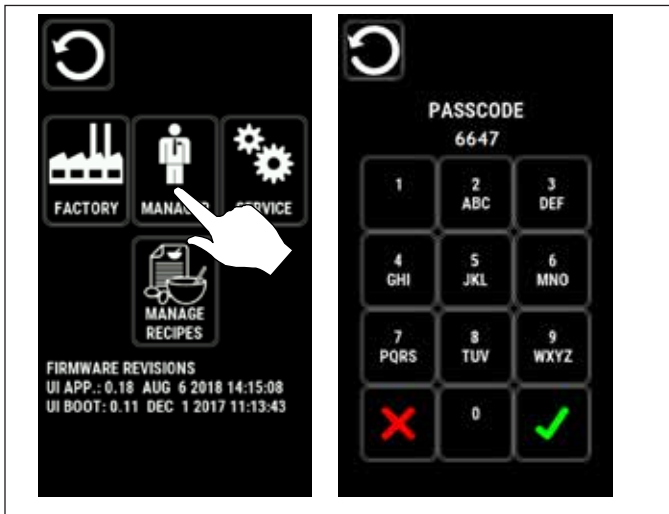 FACTORY
SERVICE
MANAGE
RECIPES
FIRMWARE REVISIONS
UI APP.: 0.18 AUG 6 2018 14:15:08
UI BOOT: 0.11 DEC 1 2017 11:13:43
PASSCODE
6647
1
2
ABC
3
DEF
4
GHI
5
JKL
6
MNO
7
PQRS
8
TUV
9
WXYZ
0